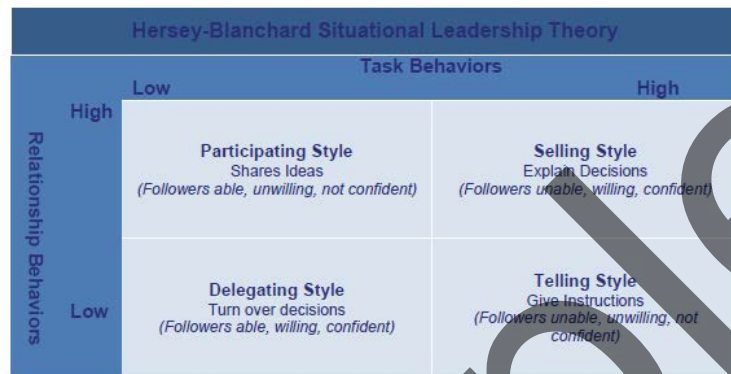 Hersey-Blanchard Situational Leadership Theory
Task Behaviors
Low High
High
Relationship Behaviors
Participating Style
Shares Ideas
(Followers able, unwilling, not confident)
Selling Style
Explain Decisions
(Followers unable, willing, confident)
Low
Delegating Style
Turn over decisions
(Followers able, willing, confident)
Telling Style
Give Instructions
(Followers unable, unwilling, not
confident)